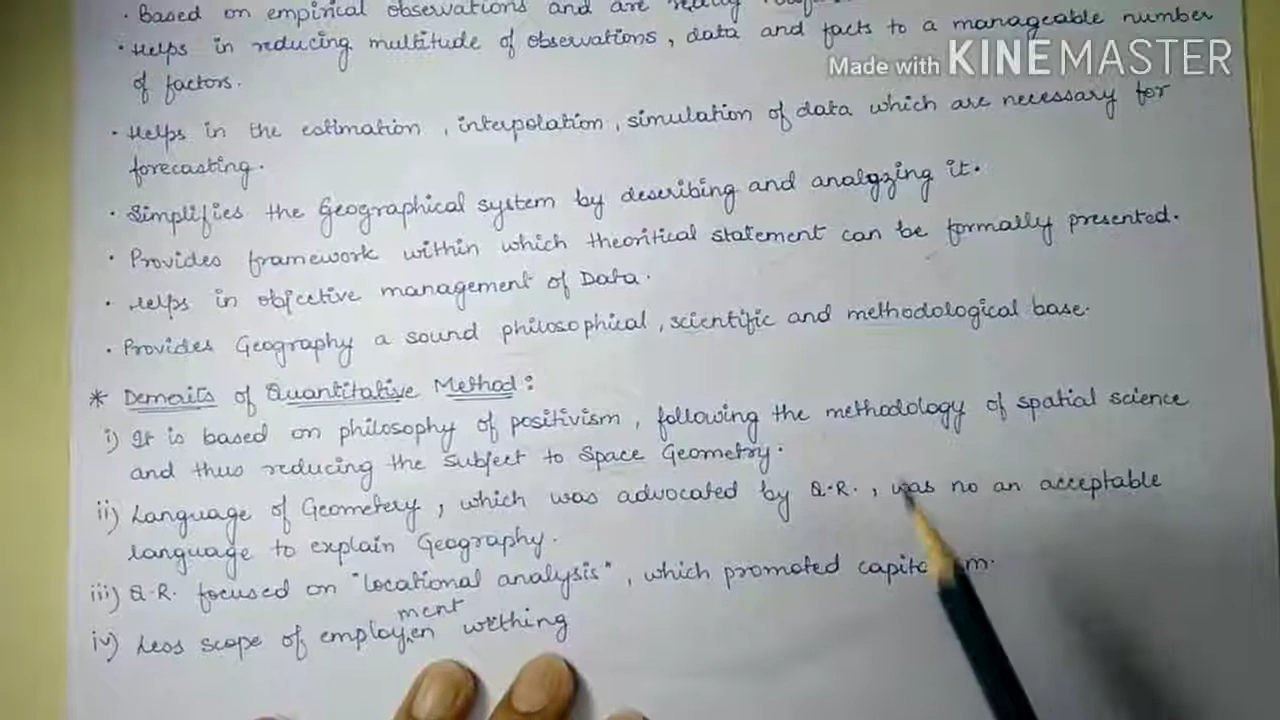 • Based on empirical observations and are
• Helps in reducing multitude of observations, data and facts to a manageable number
Made with KINEMASTER
of factors.
• Helps in the estimation, interpolation, simulation of data which are necessary for
forecasting.
• Simplifies the Geographical system by describing and analyzing it.
• Provides framework within which theoritical statement can be formally presented.
• Helps in objective management of Data.
• Provides Geography a sound philosophical, scientific and methodological base.
* Demerits of Quantitative Method:
i) It is based on philosophy of positivism, following the methodology of spatial science
and thus reducing the subject to Space Geometry.
ii) Language of Geometery, which was advocated by Q.R., was no an acceptable
language to explain Geography.
iii) Q.R. focused on "locational analysis", which promoted
ment
iv) Less scope of employ,en